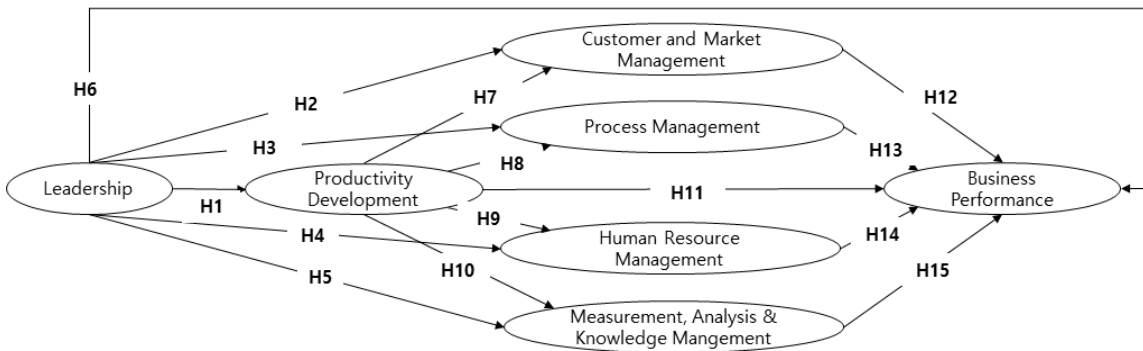 Customer and Market
Management
H6
H2
H7
H12
Process Management
H3
H8
H13
Leadership
H1
Productivity
Development
H11
Business
Performance
H9
H4
Human Resource
Management
H14
H5
H10
H15
Measurement, Analysis &
Knowledge Mangement